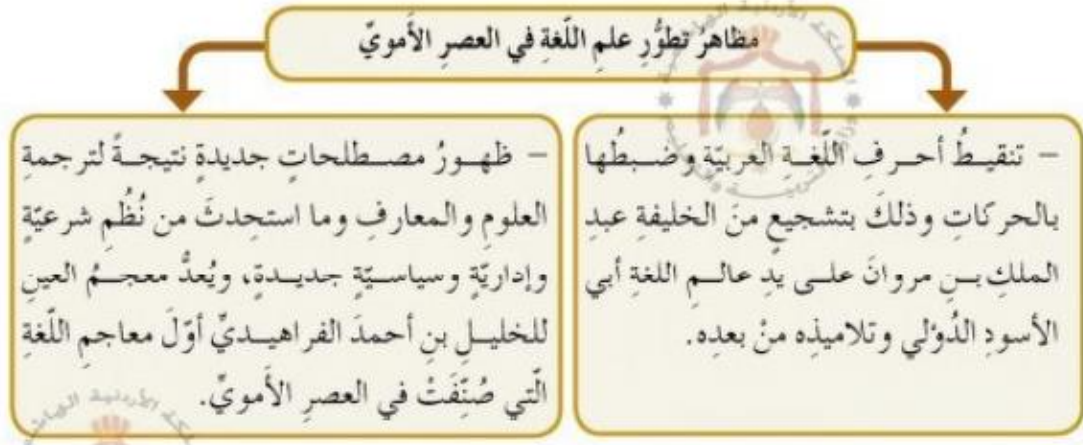 مظاهرُ تطوُّرِ علمِ اللّغةِ في العصرِ الأمويّ
– تنقيطُ أحرفِ اللّغةِ العربيّة وضبطُها
بالحركاتِ وذلكَ بتشجيعٍ منَ الخليفةِ عبدِ
الملكِ بنِ مروانَ على يدِ عالمِ اللغةِ أبي
الأسودِ الدُؤلي وتلاميذِه منْ بعدِه.
– ظهورُ مصطلحاتٍ جديدةٍ نتيجةً لترجمةِ
العلومِ والمعارفِ وما استحدثَ من نُظُمٍ شرعيّةٍ
وإداريّةٍ وسياسيّةٍ جديدةٍ، ويُعدُّ معجمُ العينِ
للخليلِ بنِ أحمدَ الفراهيديِّ أوّلَ معاجمِ اللّغةِ
الّتي صُنِّفَتْ في العصرِ الأَمويِّ.